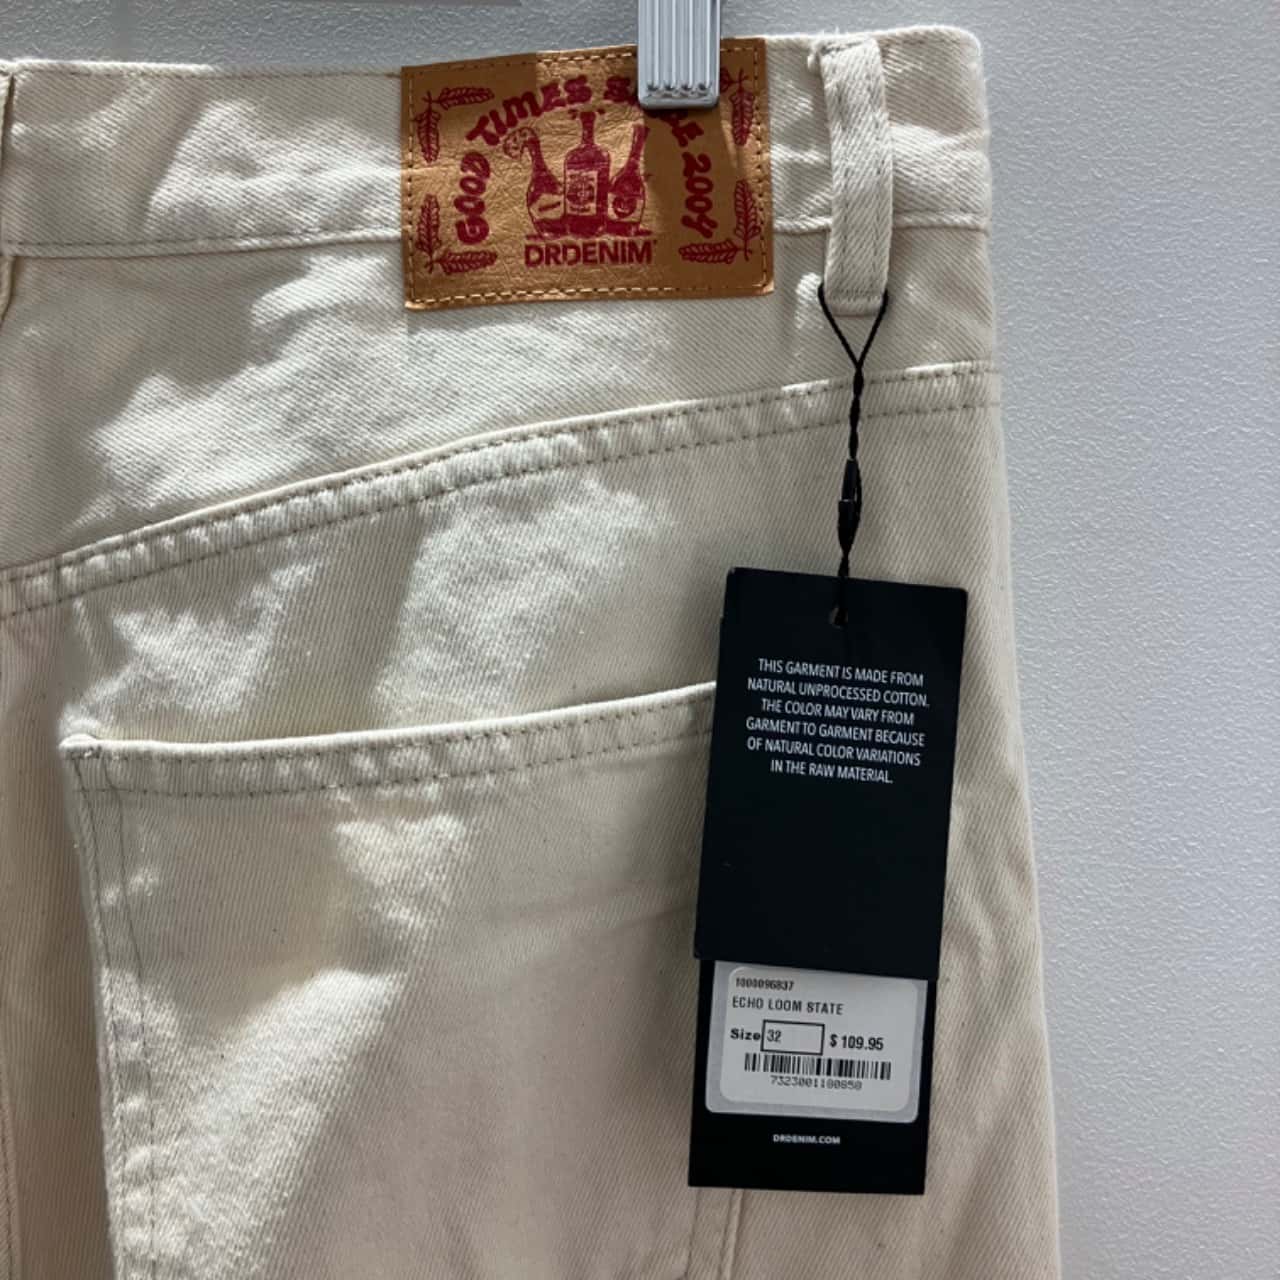 GOOD TIMES 2004
DRDENIM
THIS GARMENT IS MADE FROM
NATURAL UNPROCESSED COTTON.
THE COLOR MAY VARY FROM
GARMENT TO GARMENT BECAUSE
OF NATURAL COLOR VARIATIONS
IN THE RAW MATERIAL.
1000096837
ECHO LOOM STATE
Size 32 $ 109.95
7323001180858
DRDENIM.COM